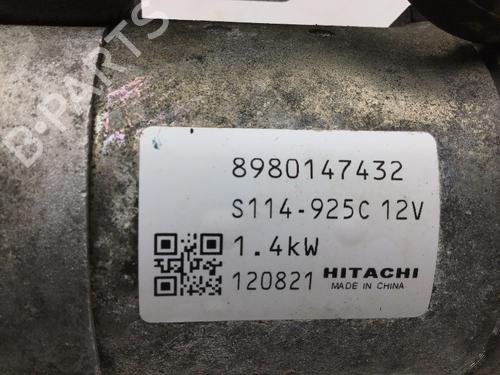 B-PARTS
8980147432
S114-925C 12V
1.4kW
120821 HITACHI
MADE IN CHINA